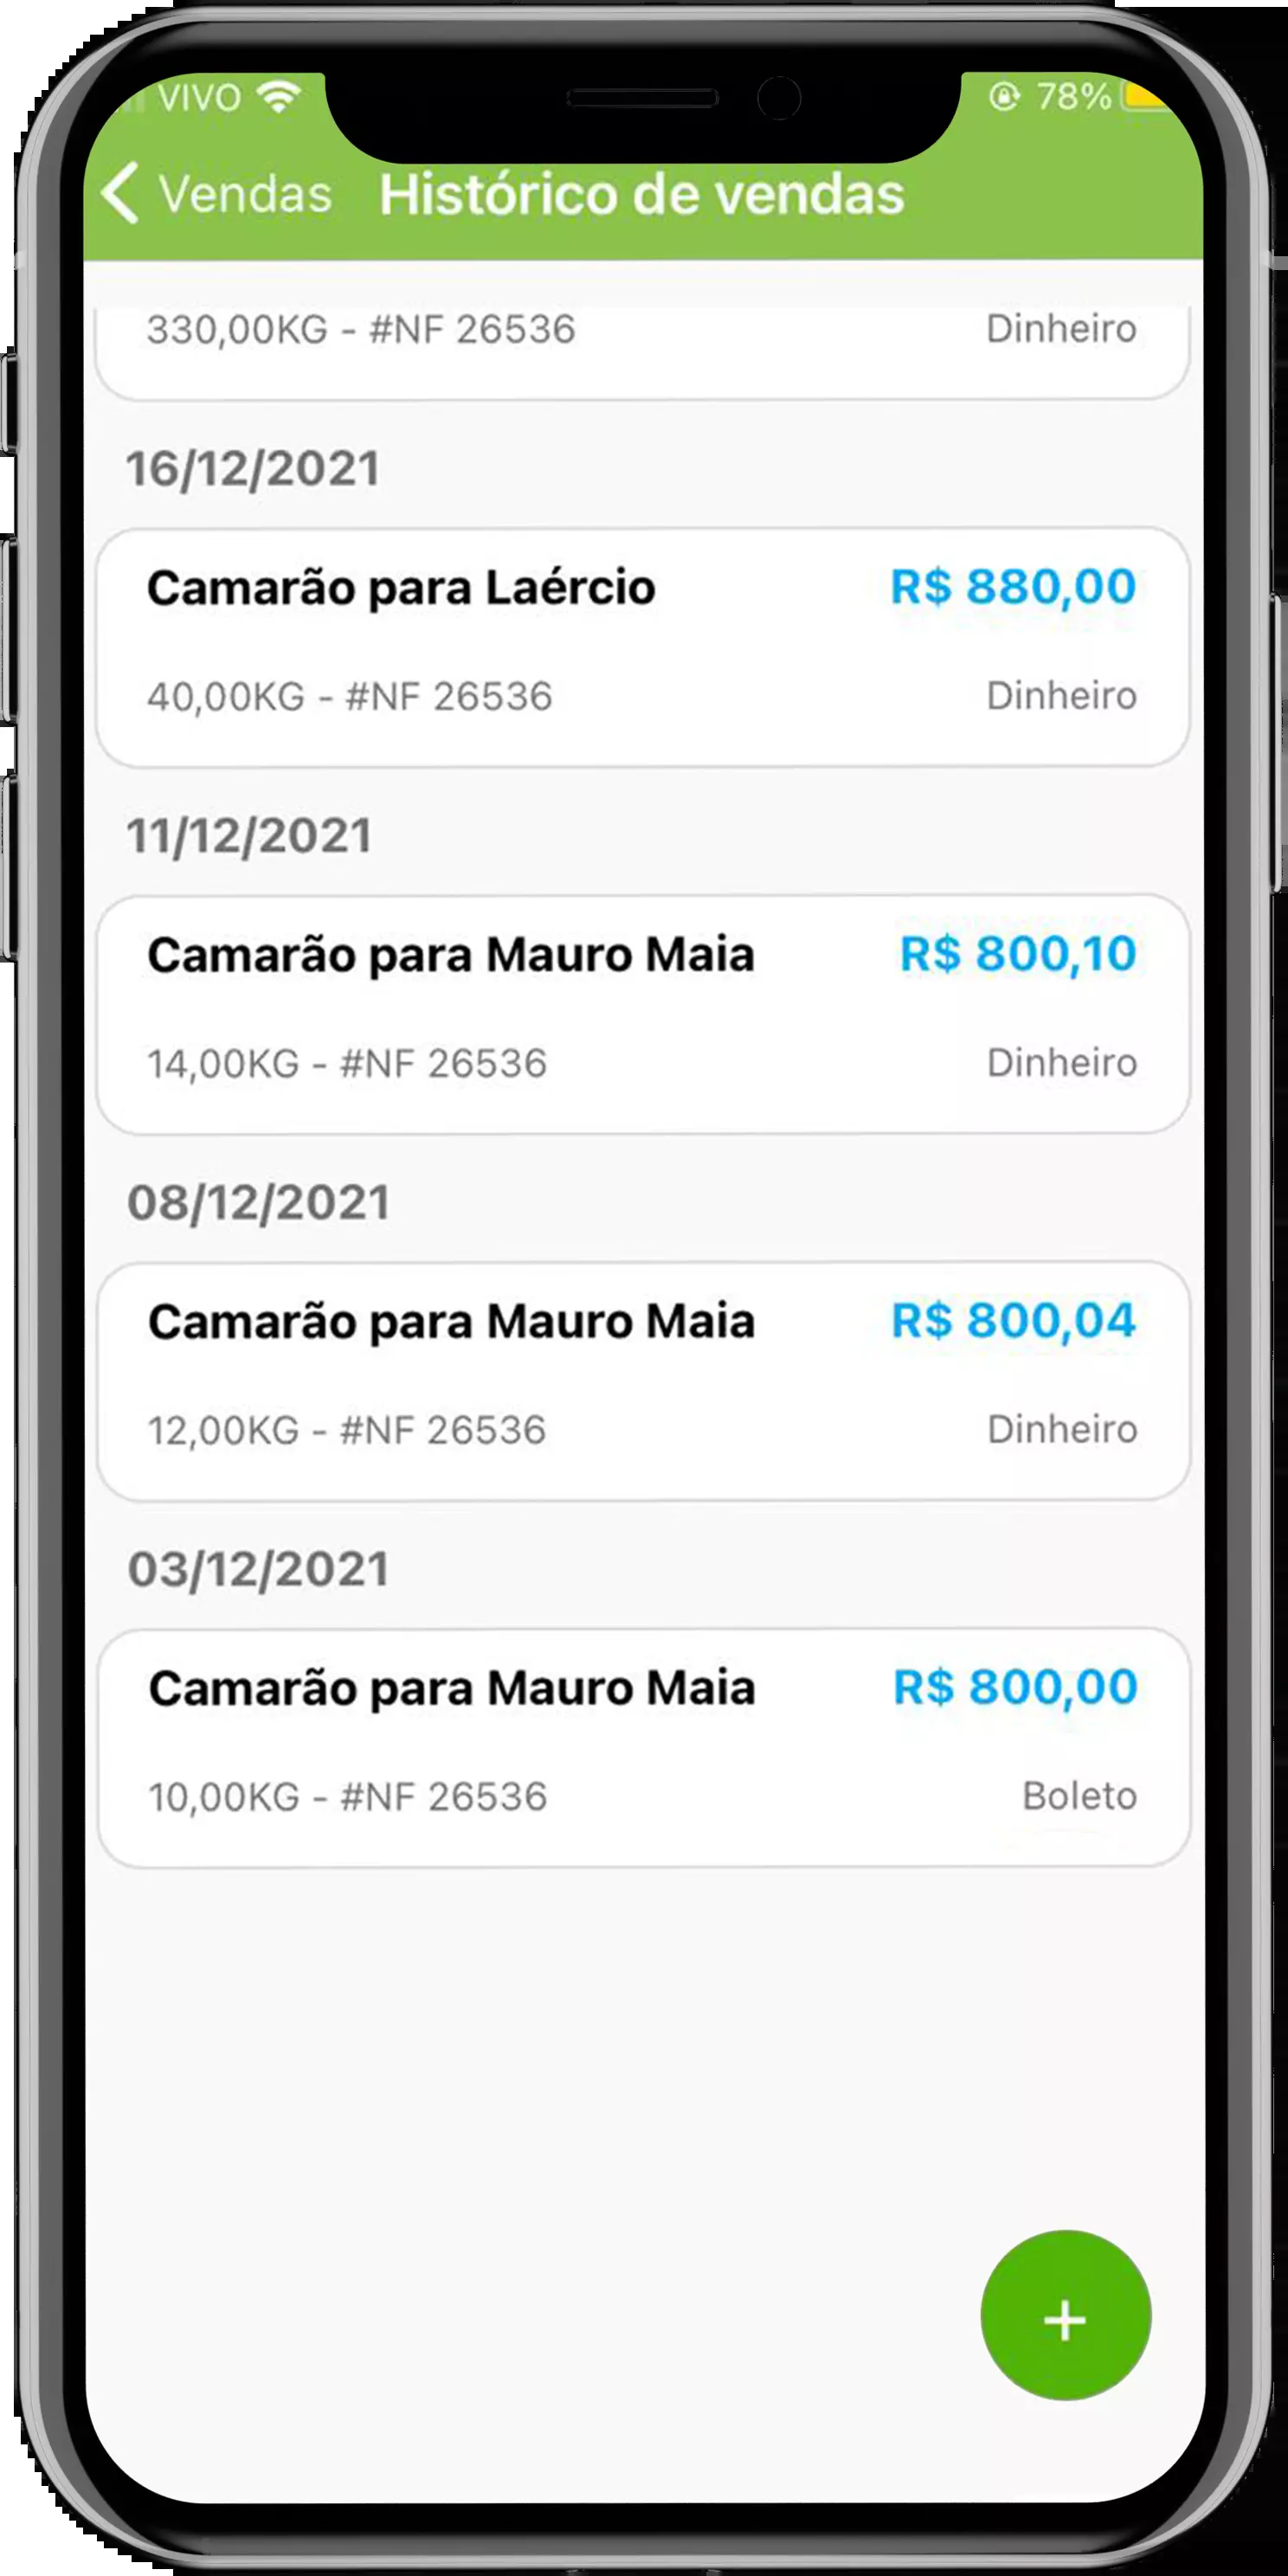 VIVO 78%
Vendas Histórico de vendas
330,00KG - #NF 26536 Dinheiro
16/12/2021
Camarão para Laércio R$ 880,00
40,00KG - #NF 26536 Dinheiro
11/12/2021
Camarão para Mauro Maia R$ 800,10
14,00KG - #NF 26536 Dinheiro
08/12/2021
Camarão para Mauro Maia R$ 800,04
12,00KG - #NF 26536 Dinheiro
03/12/2021
Camarão para Mauro Maia R$ 800,00
10,00KG - #NF 26536 Boleto
+